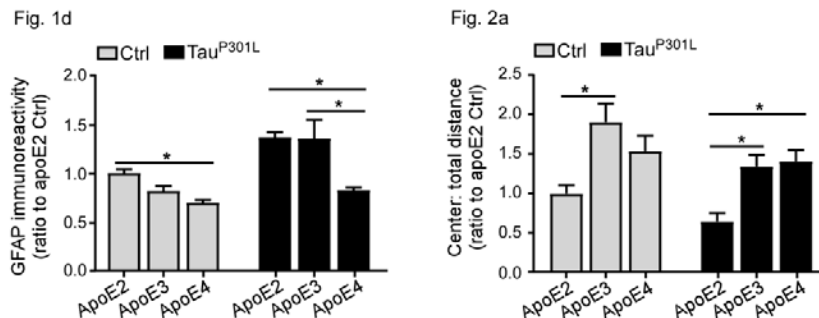 Fig. 1d
Ctrl Tau^P301L
GFAP immunoreactivity
(ratio to apoE2 Ctrl)
2.0
1.5
1.0
0.5
0.0
*
*
*
ApoE2 ApoE3 ApoE4 ApoE2 ApoE3 ApoE4
Fig. 2a
Ctrl Tau^P301L
Center: total distance
(ratio to apoE2 Ctrl)
2.5
2.0
1.5
1.0
0.5
0.0
*
*
*
ApoE2 ApoE3 ApoE4 ApoE2 ApoE3 ApoE4